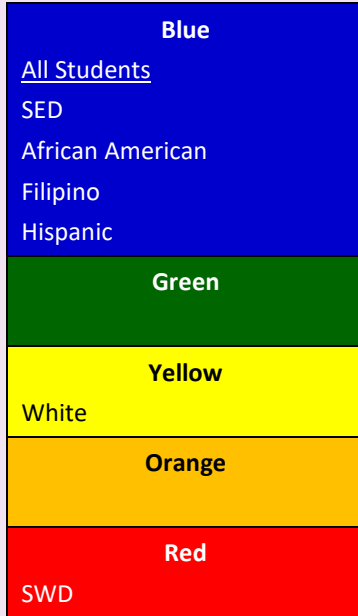 Blue
All Students
SED
African American
Filipino
Hispanic
Green
Yellow
White
Orange
Red
SWD